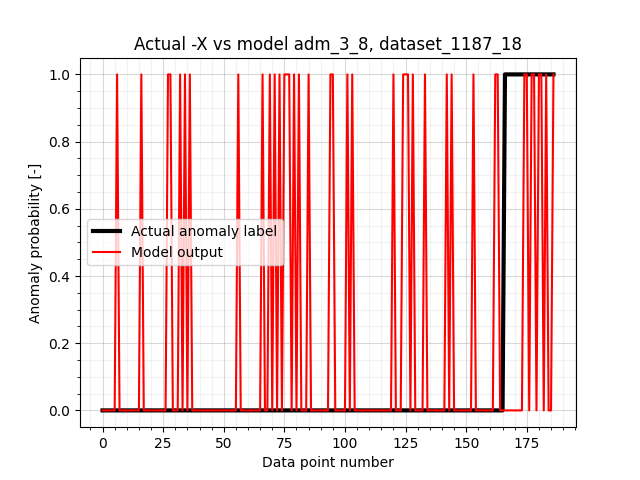 Actual -X vs model adm_3_8, dataset_1187_18
1.0
0.8
0.6
0.4
0.2
0.0
Anomaly probability [-]
Actual anomaly label
Model output
0 25 50 75 100 125 150 175
Data point number